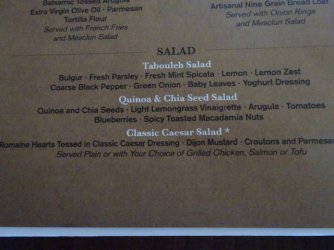 Balsamic Tossed Arugula
Extra Virgin Olive Oil - Parmesan
Tortilla Flour
Served with French Fries
and Mesclun Salad
Artisanal Nine Grain Bread Loaf
Served with Onion Rings
and Mesclun Salad
SALAD
Tabouleh Salad
Bulgur - Fresh Parsley - Fresh Mint Spicata - Lemon - Lemon Zest
Coarse Black Pepper - Green Onion - Baby Leaves - Yoghurt Dressing
Quinoa & Chia Seed Salad
Quinoa and Chia Seeds - Light Lemongrass Vinaigrette - Arugula - Tomatoes
Blueberries - Spicy Toasted Macadamia Nuts
Classic Caesar Salad *
Romaine Hearts Tossed in Classic Caesar Dressing - Dijon Mustard - Croutons and Parmesan
Served Plain or with Your Choice of Grilled Chicken, Salmon or Tofu